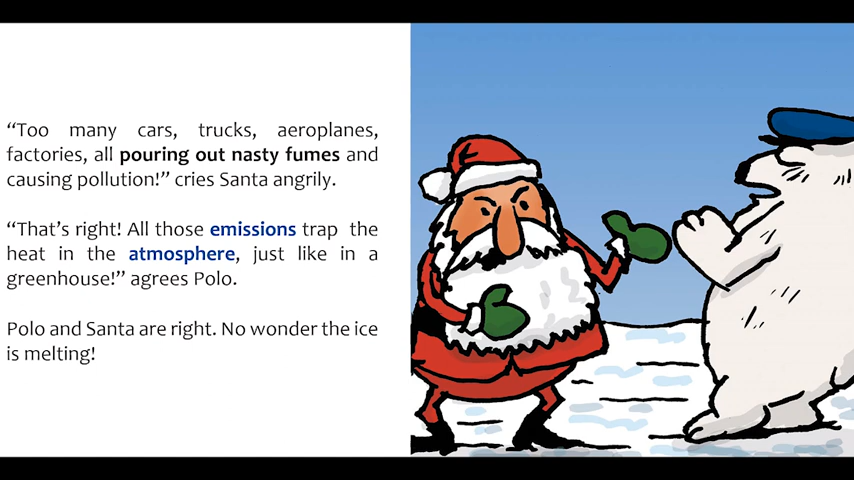 “Too many cars, trucks, aeroplanes,
factories, all pouring out nasty fumes and
causing pollution!” cries Santa angrily.
“That’s right! All those emissions trap the
heat in the atmosphere, just like in a
greenhouse!” agrees Polo.
Polo and Santa are right. No wonder the ice
is melting!